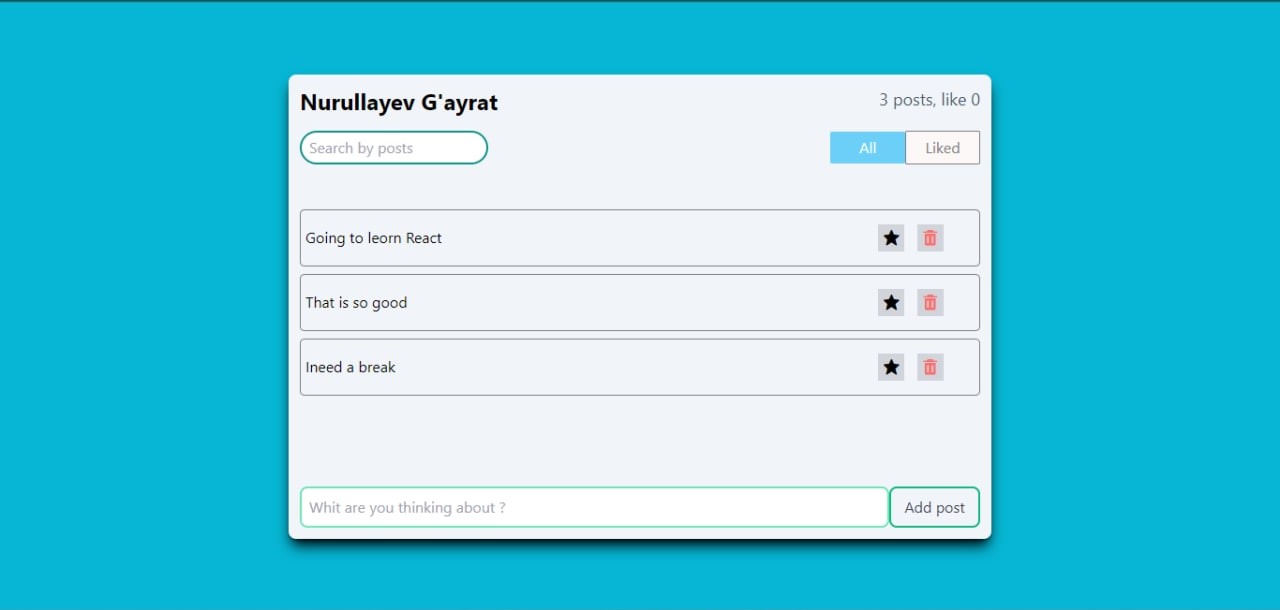 Nurullayev G'ayrat
3 posts, like 0
Search by posts
All
Liked
Going to leorn React
That is so good
Ineed a break
Whit are you thinking about ?
Add post